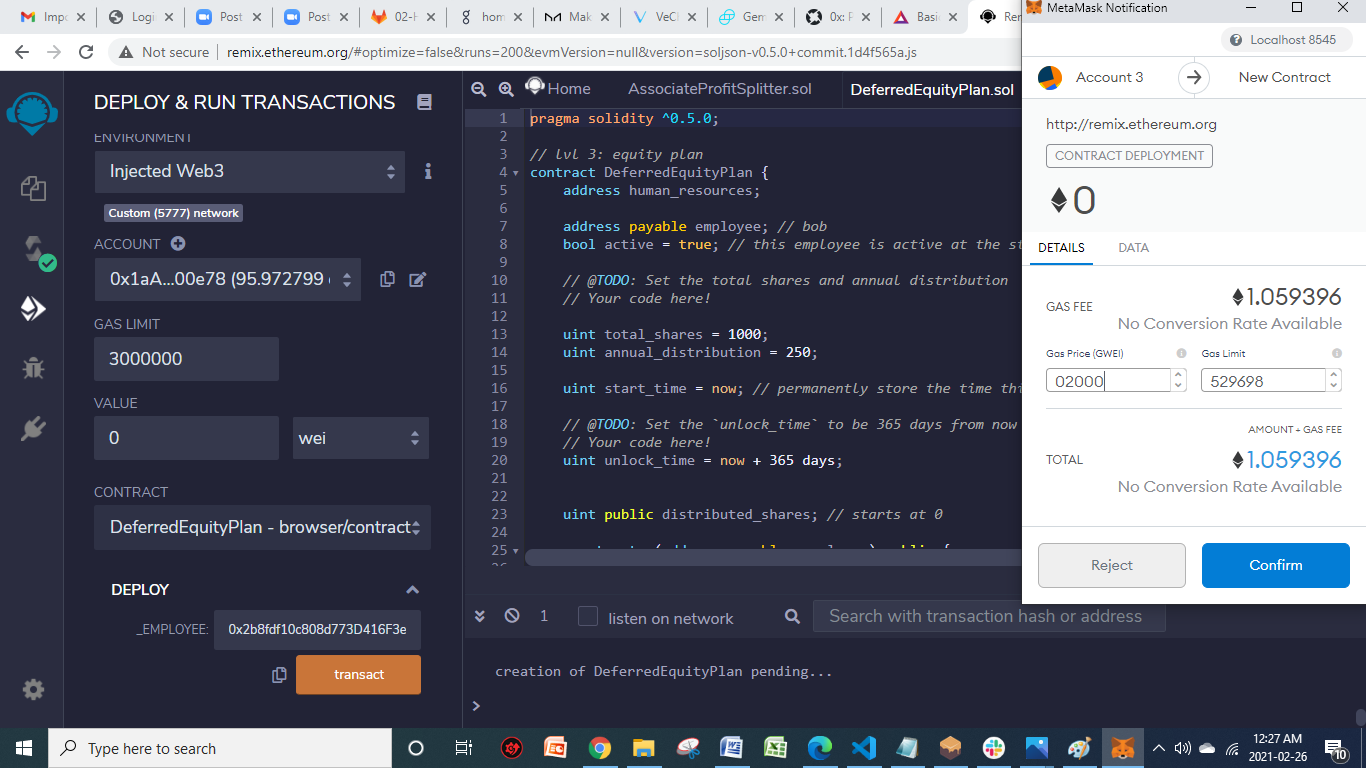 Impo
Logi
Post
Post
02-H
hom
Mak
VeCh
Gem
0x: P
Basi
Rem
MetaMask Notification
Not secure
remix.ethereum.org/#optimize=false&runs=200&evmVersion=null&version=soljson-v0.5.0+commit.1d4f565a.js
DEPLOY & RUN TRANSACTIONS
ENVIRONMENT
Injected Web3
Custom (5777) network
ACCOUNT
0x1aA...00e78 (95.972799 e
GAS LIMIT
3000000
VALUE
0
wei
CONTRACT
DeferredEquityPlan - browser/contract
DEPLOY
_EMPLOYEE:
0x2b8fdf10c808d773D416F3e
transact
Home
AssociateProfitSplitter.sol
DeferredEquityPlan.sol
1 pragma solidity ^0.5.0;
2
3 // lvl 3: equity plan
4 contract DeferredEquityPlan {
5 address human_resources;
6
7 address payable employee; // bob
8 bool active = true; // this employee is active at the st
9
10 // @TODO: Set the total shares and annual distribution
11 // Your code here!
12
13 uint total_shares = 1000;
14 uint annual_distribution = 250;
15
16 uint start_time = now; // permanently store the time thi
17
18 // @TODO: Set the `unlock_time` to be 365 days from now
19 // Your code here!
20 uint unlock_time = now + 365 days;
21
22
23 uint public distributed_shares; // starts at 0
24
25
1
listen on network
Search with transaction hash or address
creation of DeferredEquityPlan pending...
>
Localhost 8545
Account 3
New Contract
http://remix.ethereum.org
CONTRACT DEPLOYMENT
0
DETAILS
DATA
GAS FEE
1.059396
No Conversion Rate Available
Gas Price (GWEI)
Gas Limit
02000
529698
AMOUNT + GAS FEE
TOTAL
1.059396
No Conversion Rate Available
Reject
Confirm
Type here to search
12:27 AM
2021-02-26
10